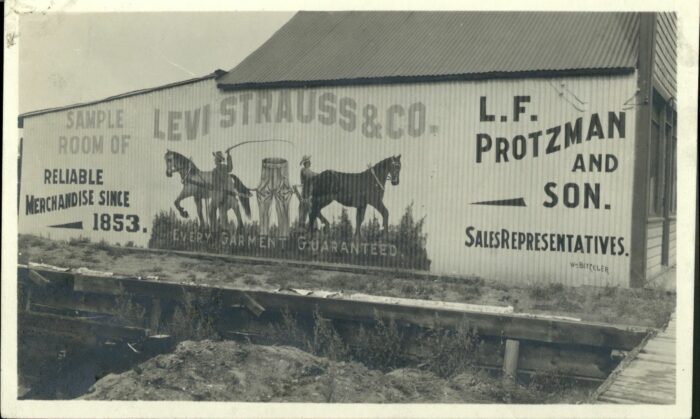 SAMPLE
ROOM OF
LEVI STRAUSS & CO.
RELIABLE
MERCHANDISE SINCE
1853.
EVERY GARMENT GUARANTEED.
L.F.
PROTZMAN
AND
SON.
SALES REPRESENTATIVES.